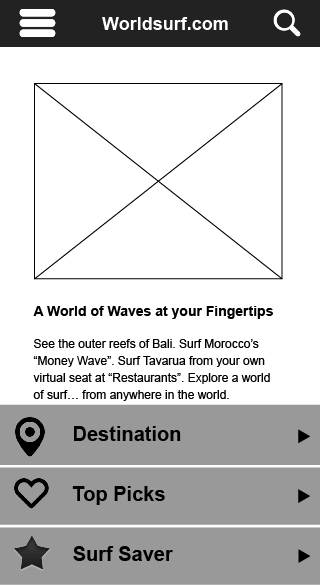 Worldsurf.com
A World of Waves at your Fingertips
See the outer reefs of Bali. Surf Morocco’s
“Money Wave”. Surf Tavarua from your own
virtual seat at “Restaurants”. Explore a world
of surf… from anywhere in the world.
Destination
Top Picks
Surf Saver